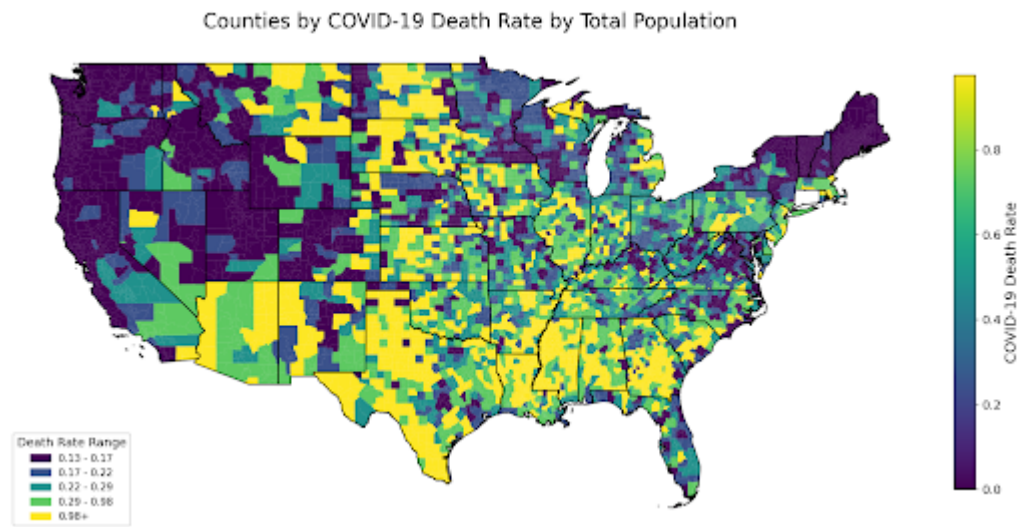 Counties by COVID-19 Death Rate by Total Population
0.8
0.6
0.4
0.2
0.0
COVID-19 Death Rate
Death Rate Range
0.13 - 0.17
0.17 - 0.22
0.22 - 0.29
0.29 - 0.98
0.98+